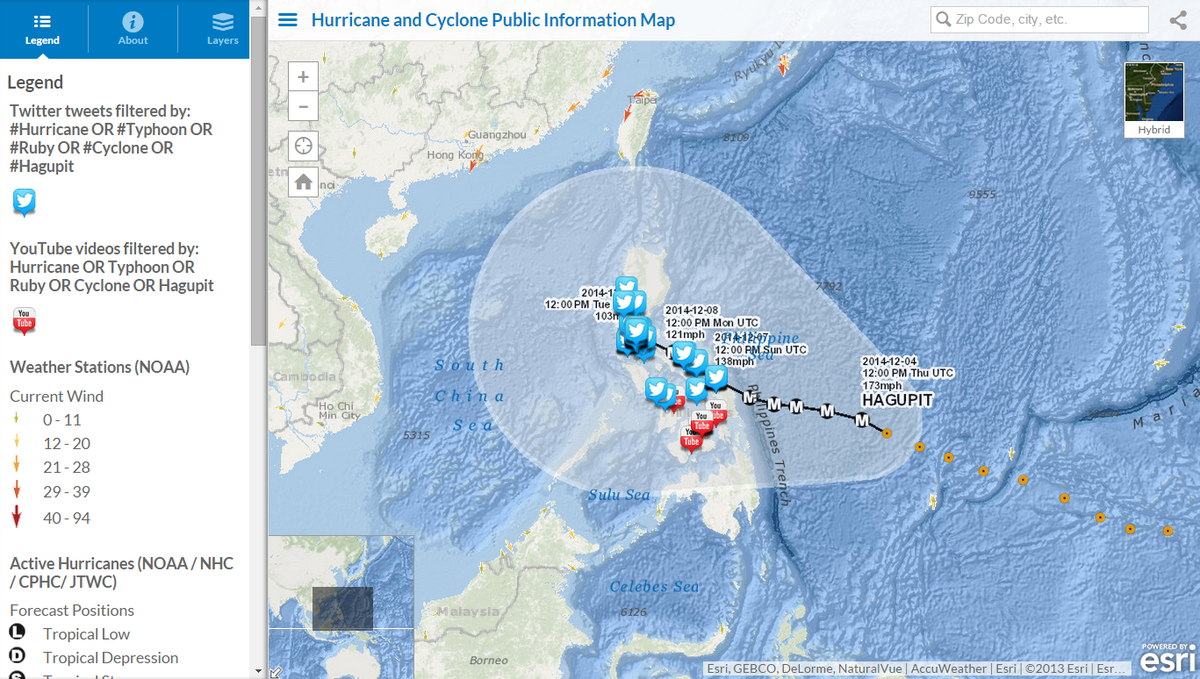 Legend
About
Layers
Hurricane and Cyclone Public Information Map
Zip Code, city, etc.
Legend
Twitter tweets filtered by:
#Hurricane OR #Typhoon OR
#Ruby OR #Cyclone OR
#Hagupit
YouTube videos filtered by:
Hurricane OR Typhoon OR
Ruby OR Cyclone OR Hagupit
You
Tube
Weather Stations (NOAA)
Current Wind
0 - 11
12 - 20
21 - 28
29 - 39
40 - 94
Active Hurricanes (NOAA / NHC
/ CPHC/ JTWC)
Forecast Positions
L Tropical Low
D Tropical Depression
+
−
Hybrid
Ryukyu
Taipei
Guangzhou
Hong Kong
8109
9555
7792
2014-1
12:00 PM Tue
103
2014-12-08
12:00 PM Mon UTC
121mph
2014-12-07
12:00 PM Sun UTC
138mph
Philippine
Sea
2014-12-04
12:00 PM Thu UTC
173mph
HAGUPIT
M
M
M
M
M
South
China
Sea
Cambodia
Ho Chi
Min City
5315
Philippines Trench
You
Tube
You
Tube
Tube
Sulu Sea
Celebes Sea
6126
Malaysia
Borneo
Esri, GEBCO, DeLorme, NaturalVue | AccuWeather | Esri | ©2013 Esri | Esr...
POWERED BY
esri